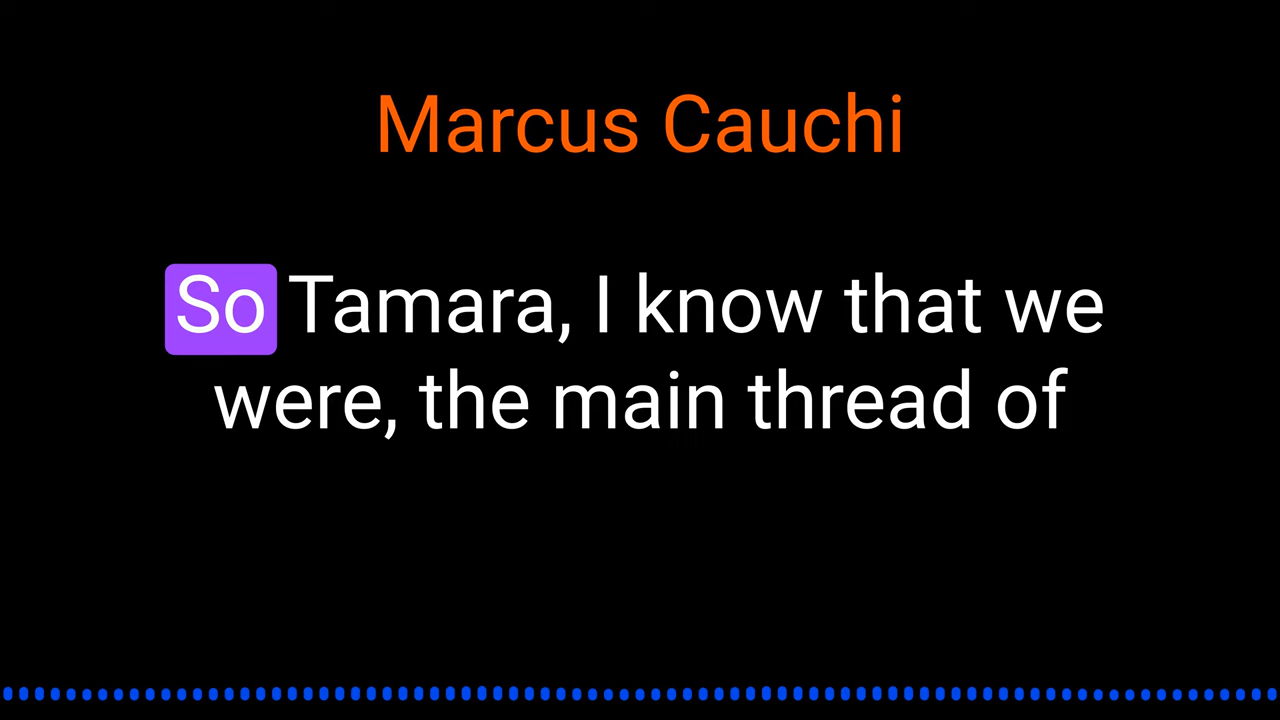 Marcus Cauchi
So Tamara, I know that we
were, the main thread of